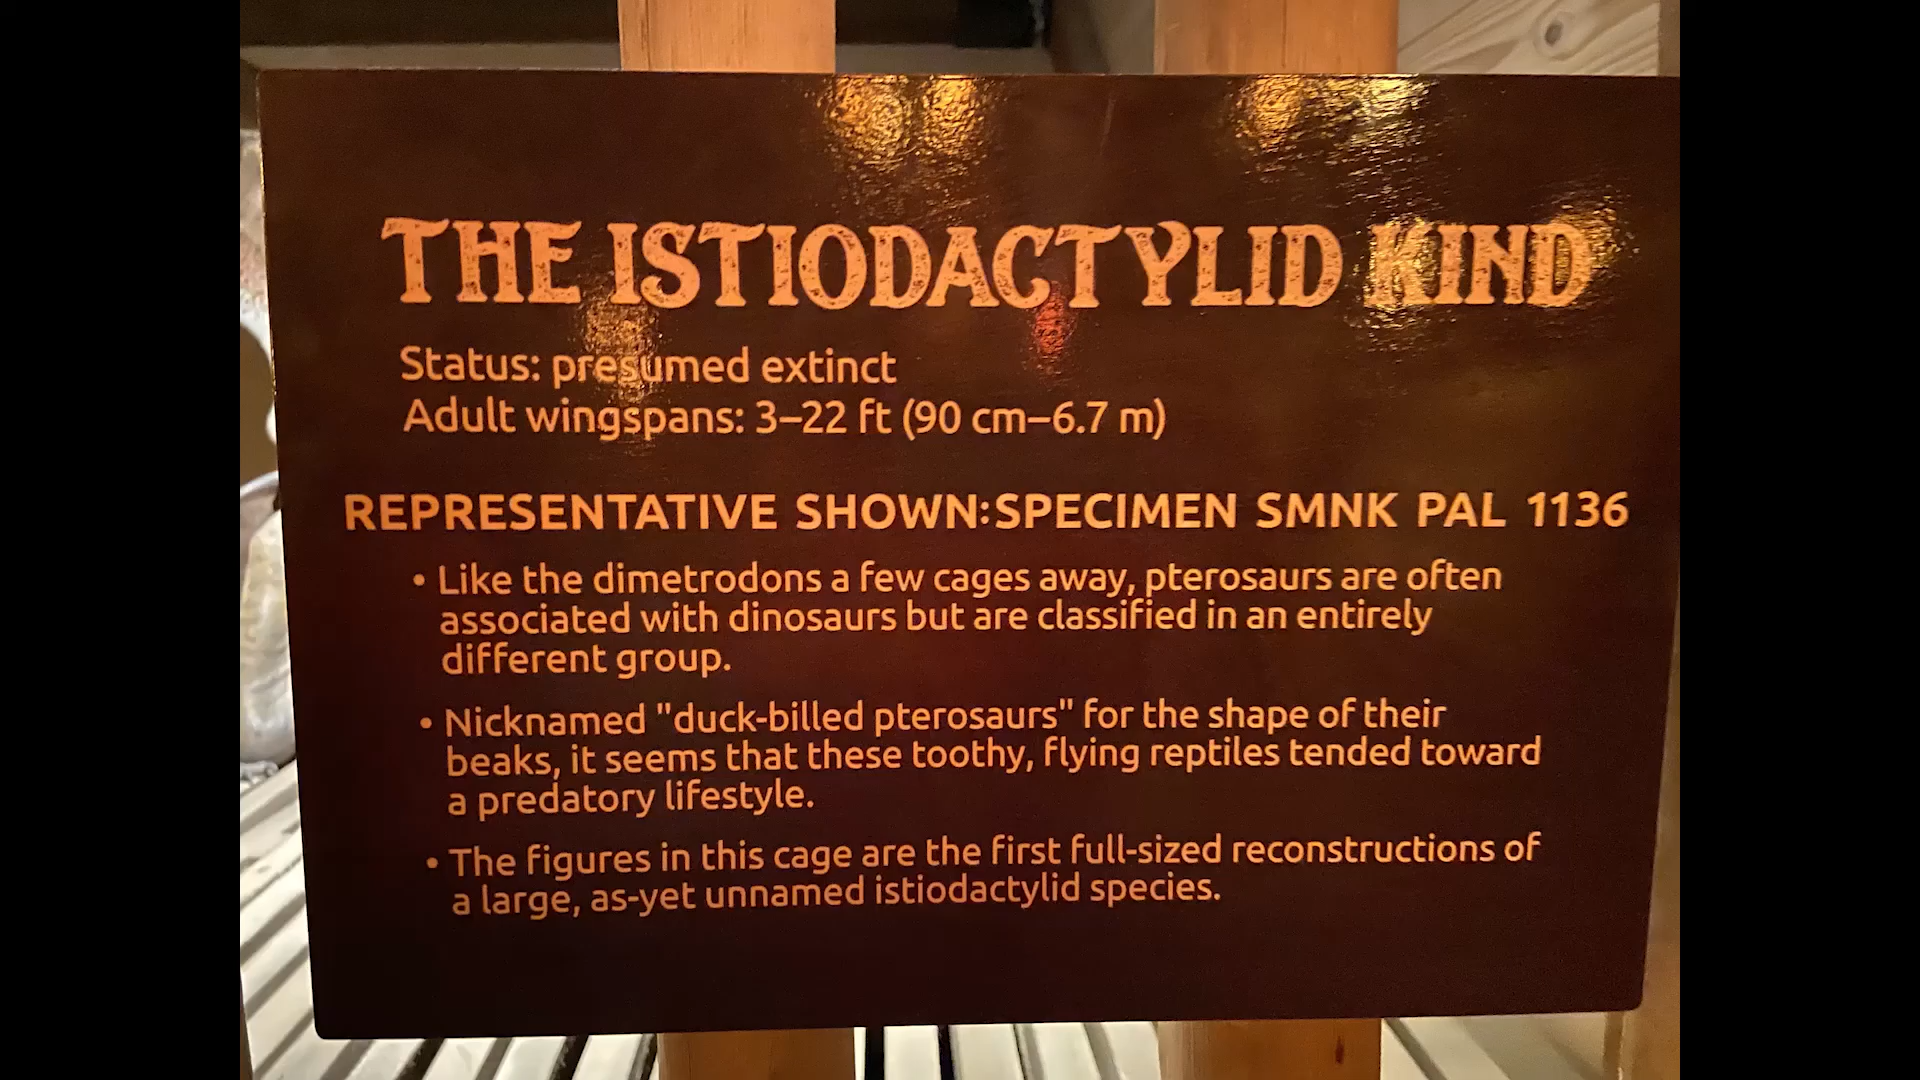 THE ISTIODACTYLID KIND
Status: presumed extinct
Adult wingspans: 3–22 ft (90 cm–6.7 m)
REPRESENTATIVE SHOWN:SPECIMEN SMNK PAL 1136
• Like the dimetrodons a few cages away, pterosaurs are often
associated with dinosaurs but are classified in an entirely
different group.
• Nicknamed "duck-billed pterosaurs" for the shape of their
beaks, it seems that these toothy, flying reptiles tended toward
a predatory lifestyle.
• The figures in this cage are the first full-sized reconstructions of
a large, as-yet unnamed istiodactylid species.